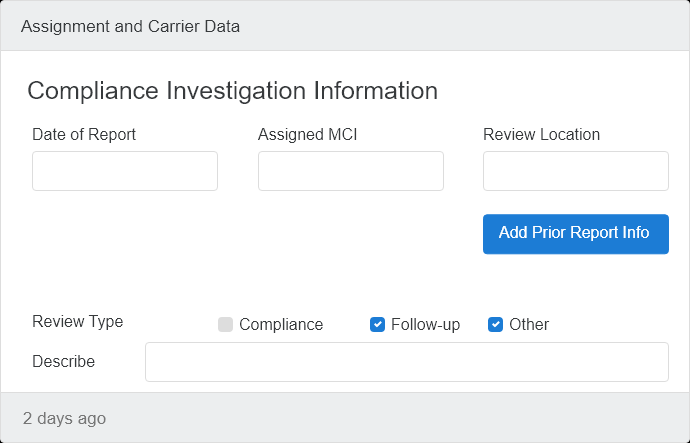 Assignment and Carrier Data
Compliance Investigation Information
Date of Report Assigned MCI Review Location
Add Prior Report Info
Review Type Compliance Follow-up Other
Describe
2 days ago